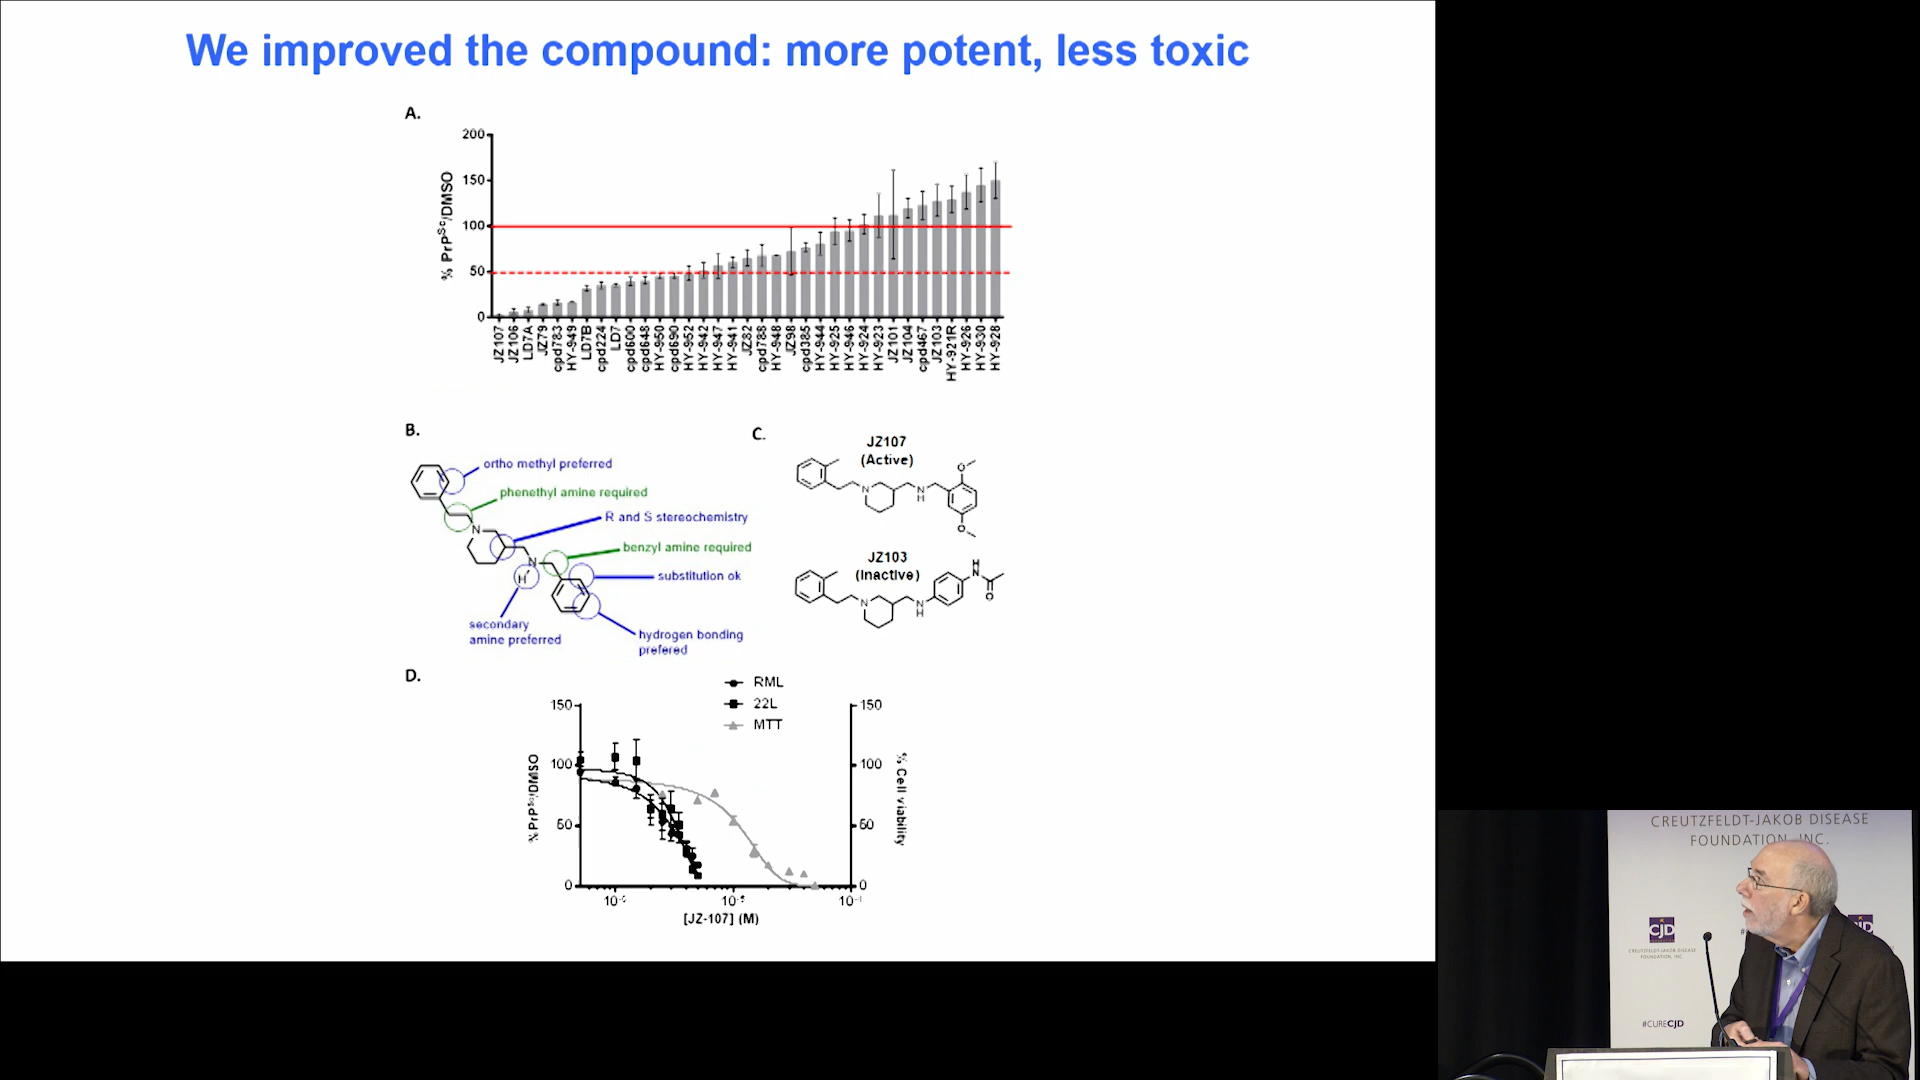 We improved the compound: more potent, less toxic
A.
% PrPSc/DMSO
200
150
100
50
0
JZ107
JZ106
LD7A
JZ79
cpd783
HY-949
LD7B
cpd224
LD7
cpd600
cpd648
HY-950
cpd690
HY-952
HY-942
HY-947
HY-941
JZ82
cpd788
HY-948
JZ98
cpd385
HY-944
HY-925
HY-946
HY-924
HY-923
JZ101
JZ104
cpd467
JZ103
HY-921R
HY-926
HY-930
HY-928
B.
ortho methyl preferred
phenethyl amine required
R and S stereochemistry
benzyl amine required
substitution ok
secondary
amine preferred
hydrogen bonding
prefered
N
N
H
C.
JZ107
(Active)
N
N
H
O
O
JZ103
(Inactive)
N
N
H
H
N
O
D.
RML
22L
MTT
% PrPSc/DMSO
150
100
50
0
150
100
50
0
% Cell viability
[JZ-107] (M)
CREUTZFELDT-JAKOB DISEASE
FOUNDATION, INC.
CJD
CREUTZFELDT-JAKOB DISEASE
FOUNDATION, INC.
#CURECJD